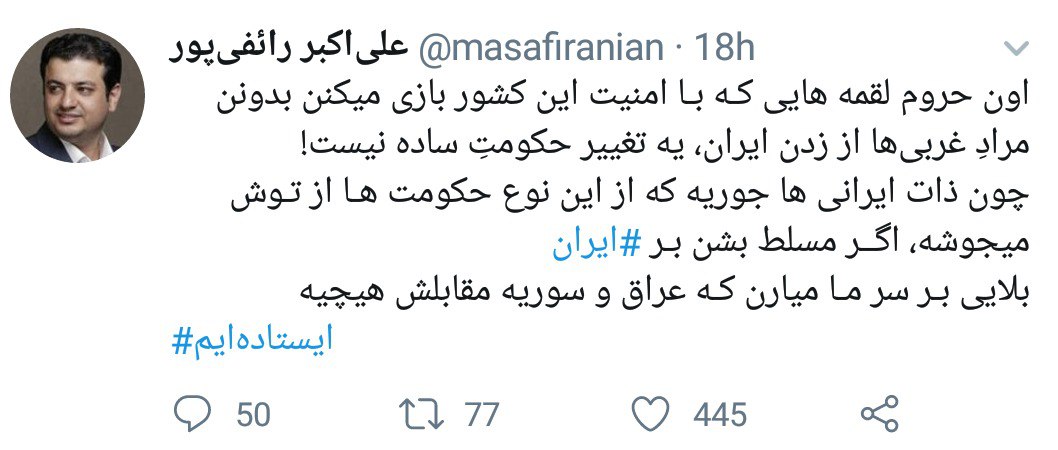 علی‌اکبر رائفی‌پور @masafiranian · 18h
اون حروم لقمه هایی که با امنیت این کشور بازی میکنن بدونن
مرادِ غربی‌ها از زدن ایران، یه تغییر حکومتِ ساده نیست!
چون ذات ایرانی ها جوریه که از این نوع حکومت ها از توش
میجوشه، اگر مسلط بشن بر #ایران
بلایی بر سر ما میارن که عراق و سوریه مقابلش هیچیه
#ایستاده‌ایم
50 77 445